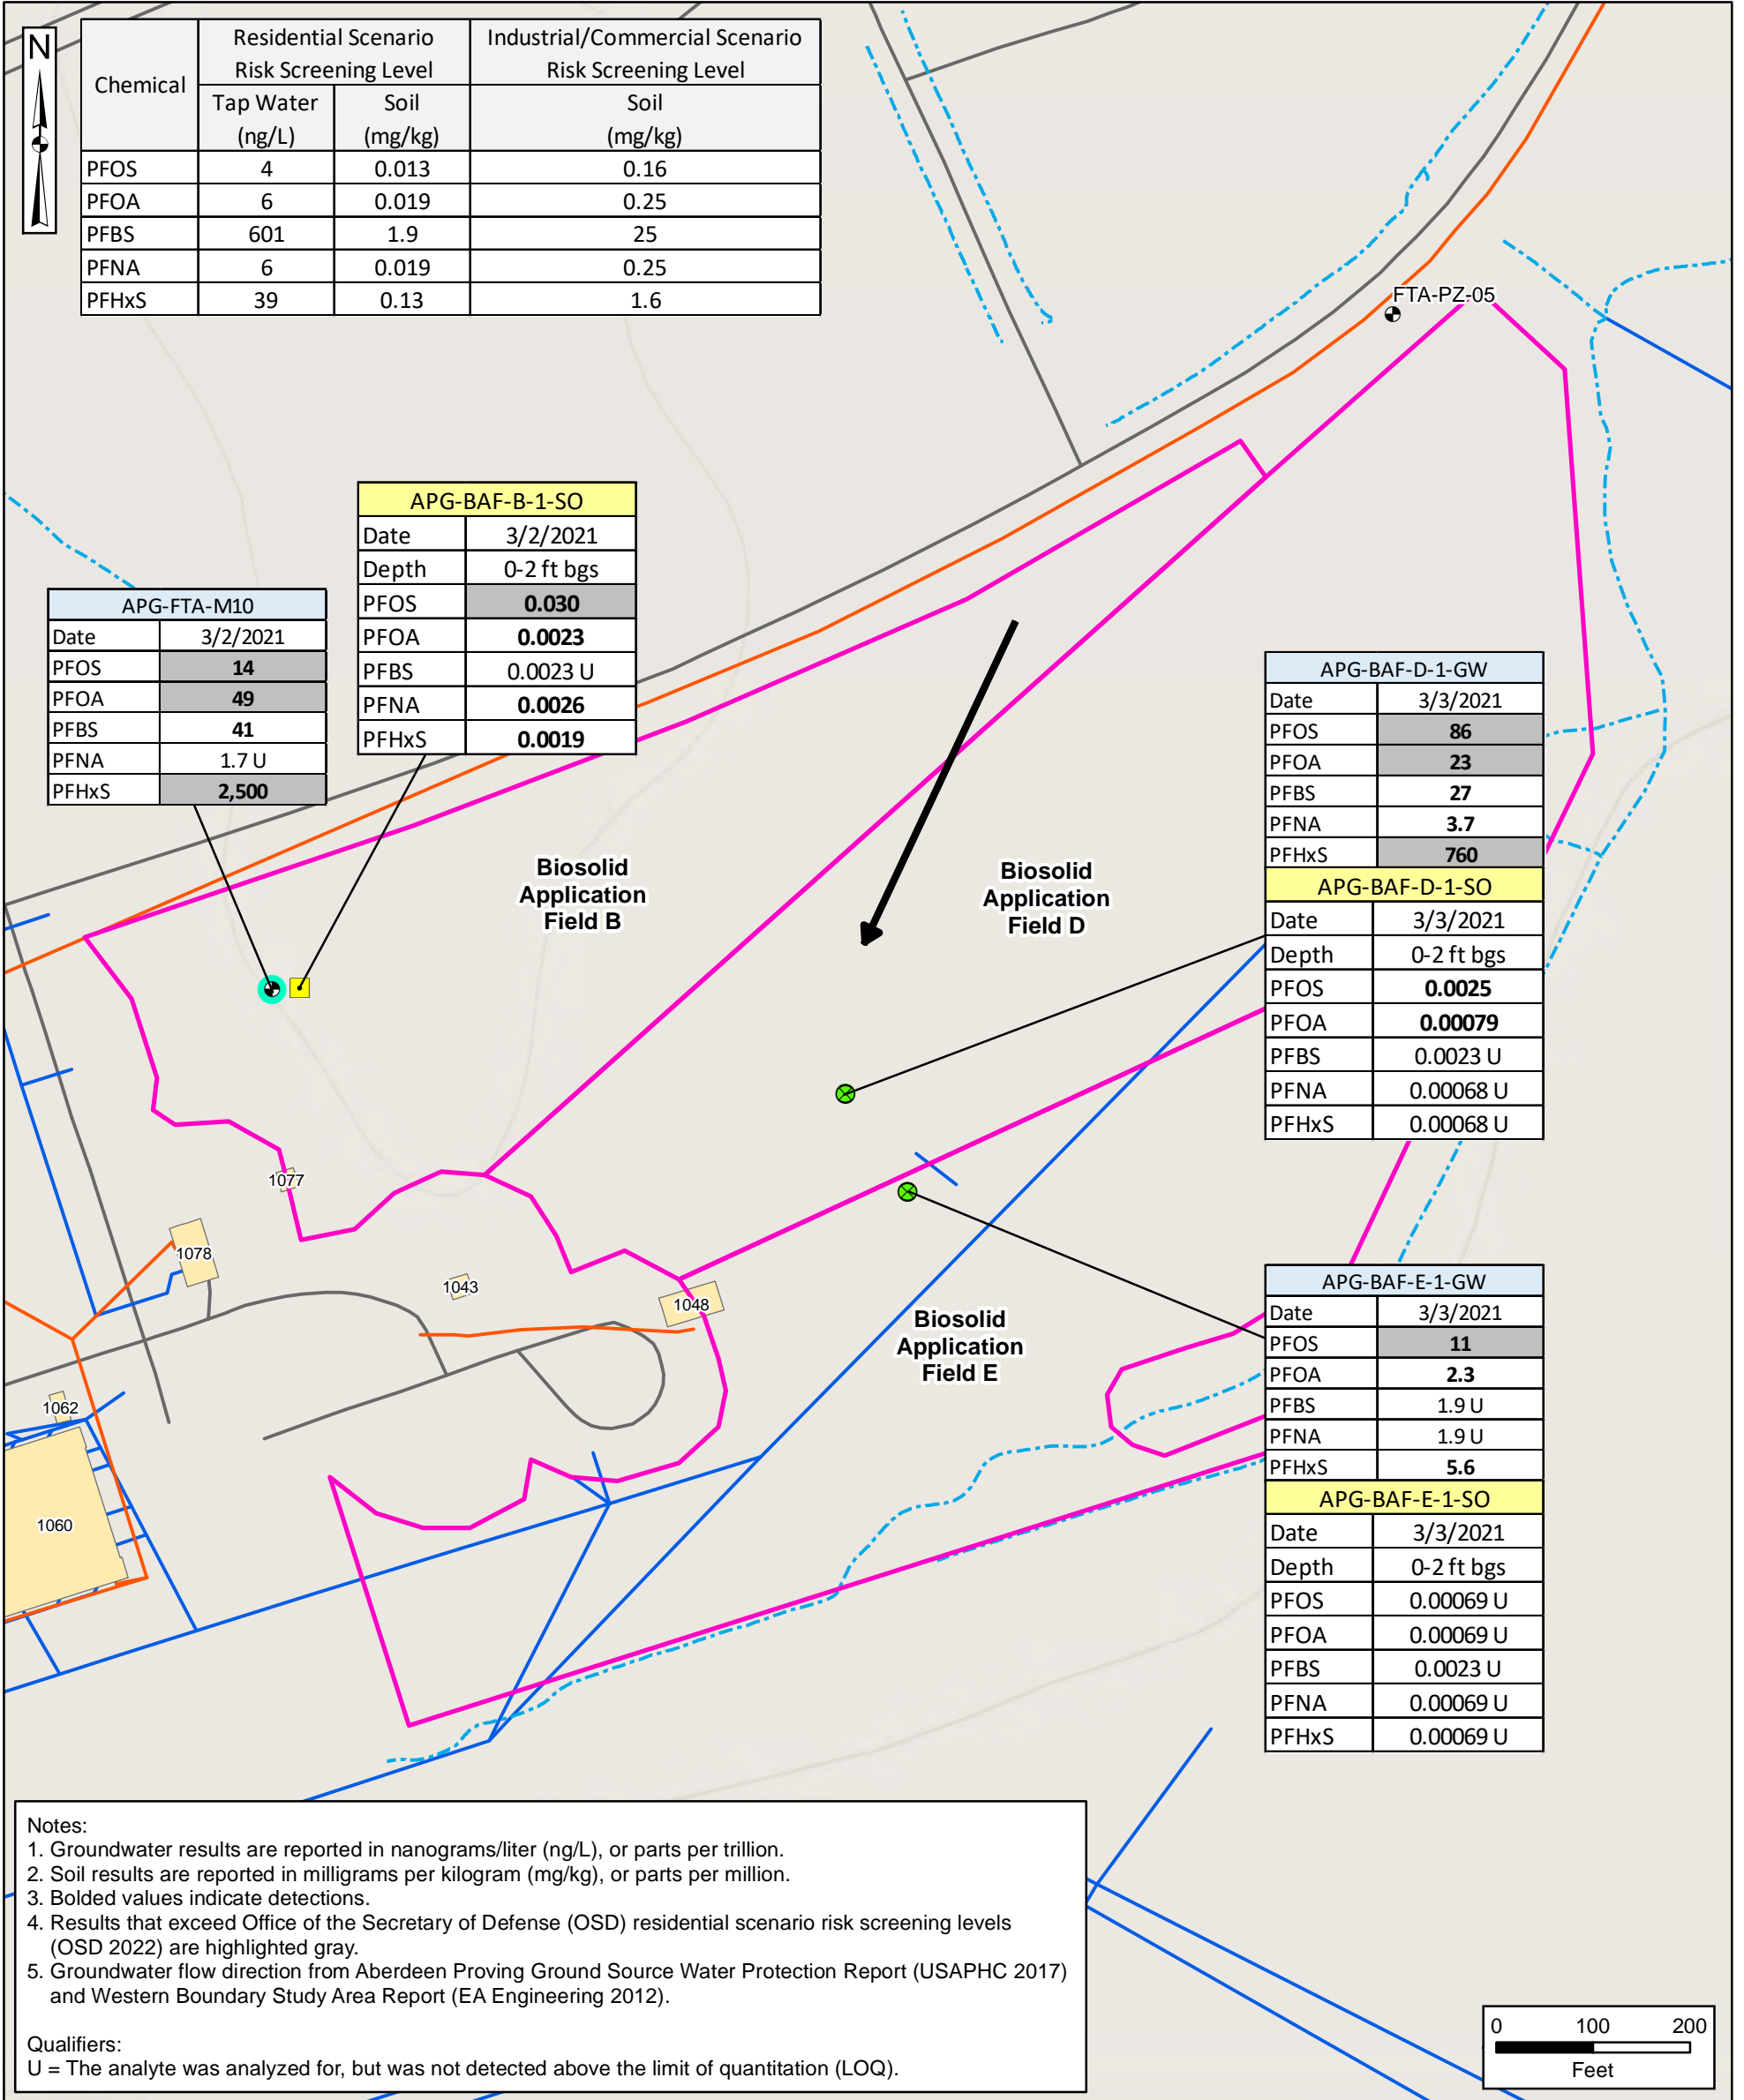 N
Chemical | Residential Scenario Risk Screening Level | Industrial/Commercial Scenario Risk Screening Level
Tap Water (ng/L) | Soil (mg/kg) | Soil (mg/kg)
PFOS | 4 | 0.013 | 0.16
PFOA | 6 | 0.019 | 0.25
PFBS | 601 | 1.9 | 25
PFNA | 6 | 0.019 | 0.25
PFHxS | 39 | 0.13 | 1.6
FTA-PZ-05
APG-BAF-B-1-SO
Date | 3/2/2021
Depth | 0-2 ft bgs
PFOS | 0.030
PFOA | 0.0023
PFBS | 0.0023 U
PFNA | 0.0026
PFHxS | 0.0019
APG-FTA-M10
Date | 3/2/2021
PFOS | 14
PFOA | 49
PFBS | 41
PFNA | 1.7 U
PFHxS | 2,500
APG-BAF-D-1-GW
Date | 3/3/2021
PFOS | 86
PFOA | 23
PFBS | 27
PFNA | 3.7
PFHxS | 760
APG-BAF-D-1-SO
Date | 3/3/2021
Depth | 0-2 ft bgs
PFOS | 0.0025
PFOA | 0.00079
PFBS | 0.0023 U
PFNA | 0.00068 U
PFHxS | 0.00068 U
Biosolid
Application
Field B
Biosolid
Application
Field D
1077
1078
1043
1048
1062
1060
Biosolid
Application
Field E
APG-BAF-E-1-GW
Date | 3/3/2021
PFOS | 11
PFOA | 2.3
PFBS | 1.9 U
PFNA | 1.9 U
PFHxS | 5.6
APG-BAF-E-1-SO
Date | 3/3/2021
Depth | 0-2 ft bgs
PFOS | 0.00069 U
PFOA | 0.00069 U
PFBS | 0.0023 U
PFNA | 0.00069 U
PFHxS | 0.00069 U
Notes:
1. Groundwater results are reported in nanograms/liter (ng/L), or parts per trillion.
2. Soil results are reported in milligrams per kilogram (mg/kg), or parts per million.
3. Bolded values indicate detections.
4. Results that exceed Office of the Secretary of Defense (OSD) residential scenario risk screening levels
(OSD 2022) are highlighted gray.
5. Groundwater flow direction from Aberdeen Proving Ground Source Water Protection Report (USAPHC 2017)
and Western Boundary Study Area Report (EA Engineering 2012).
Qualifiers:
U = The analyte was analyzed for, but was not detected above the limit of quantitation (LOQ).
0 100 200
Feet